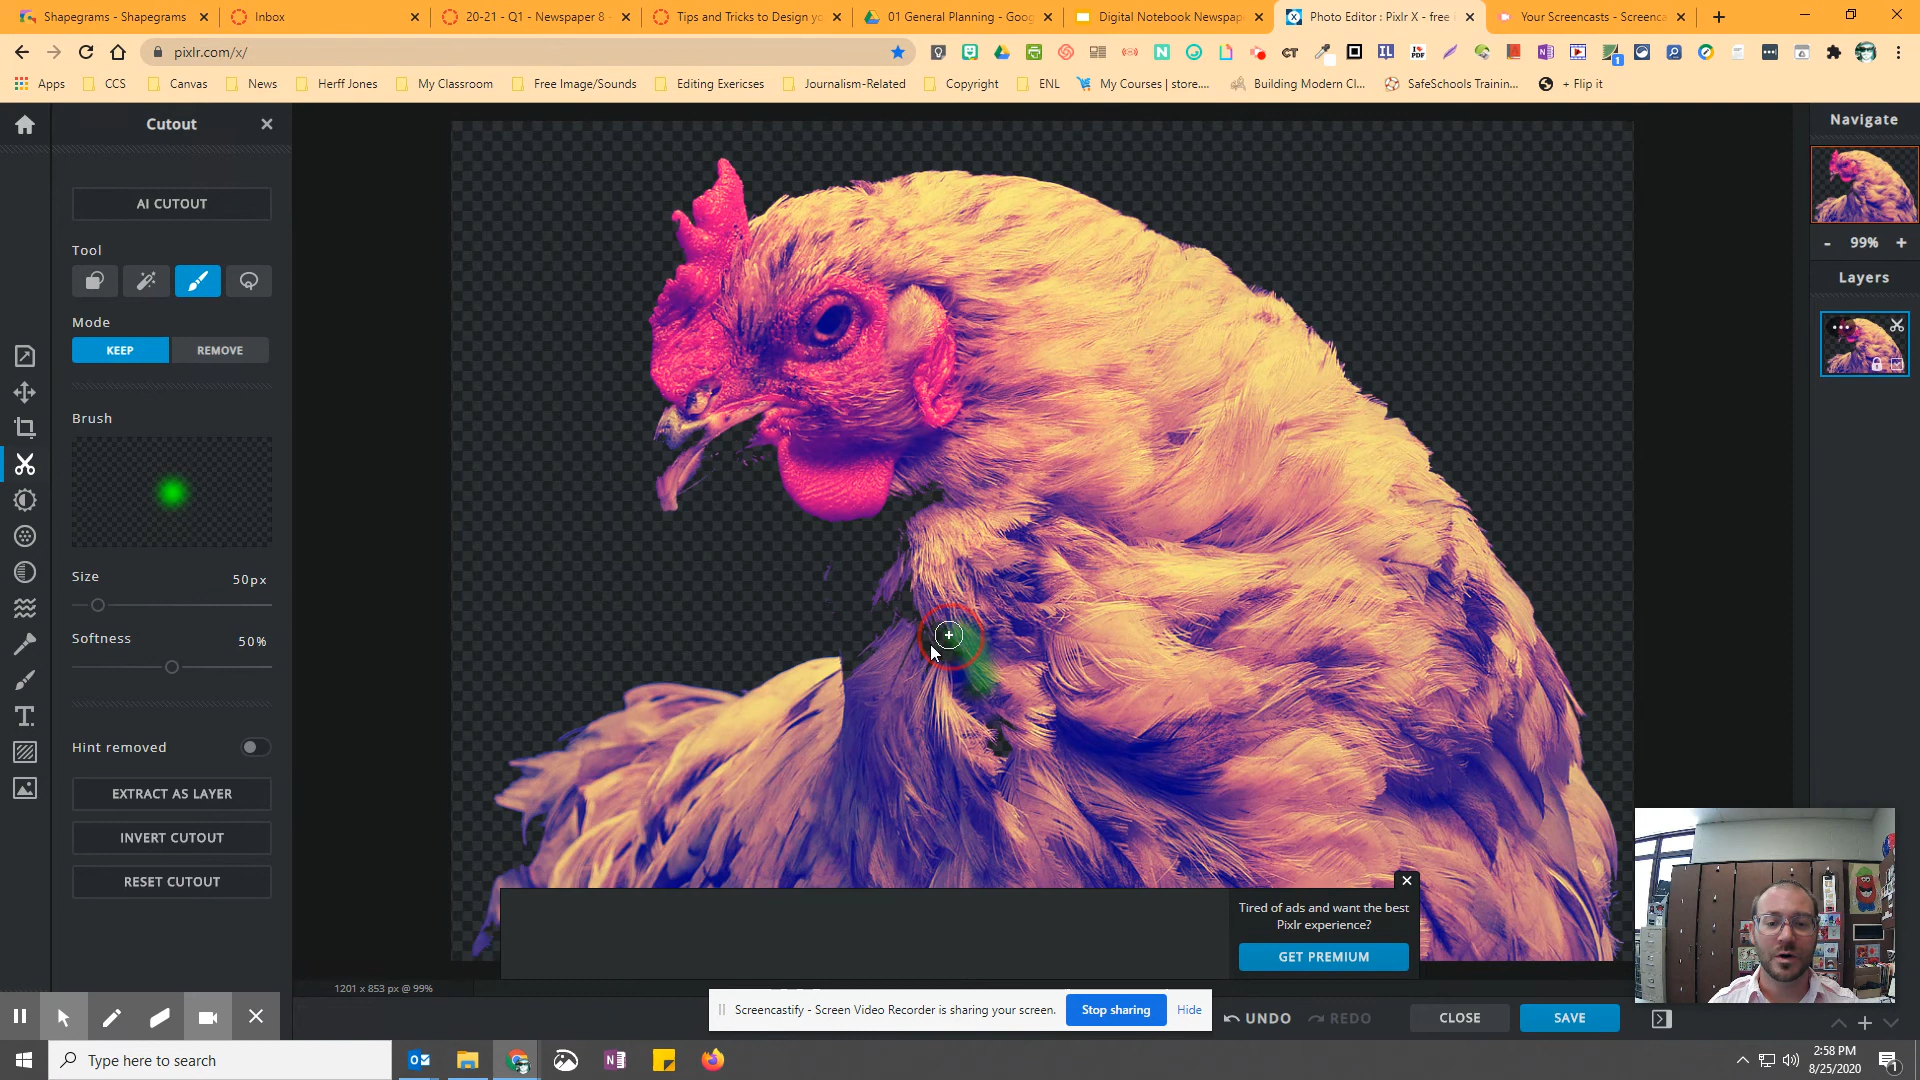 Shapegrams - Shapegrams
Inbox
20-21 - Q1 - Newspaper 8 -
Tips and Tricks to Design yo
01 General Planning - Goog
Digital Notebook Newspap
Photo Editor : Pixlr X - free
Your Screencasts - Screenca
pixlr.com/x/
Apps
CCS
Canvas
News
Herff Jones
My Classroom
Free Image/Sounds
Editing Exericses
Journalism-Related
Copyright
ENL
My Courses | store....
Building Modern Cl...
SafeSchools Trainin...
+ Flip it
Cutout
AI CUTOUT
Tool
Mode
KEEP
REMOVE
Brush
Size
50px
Softness
50%
Hint removed
EXTRACT AS LAYER
INVERT CUTOUT
RESET CUTOUT
Navigate
- 99% +
Layers
Tired of ads and want the best
Pixlr experience?
GET PREMIUM
1201 x 853 px @ 99%
Screencastify - Screen Video Recorder is sharing your screen.
Stop sharing
Hide
UNDO
REDO
CLOSE
SAVE
Type here to search
2:58 PM
8/25/2020